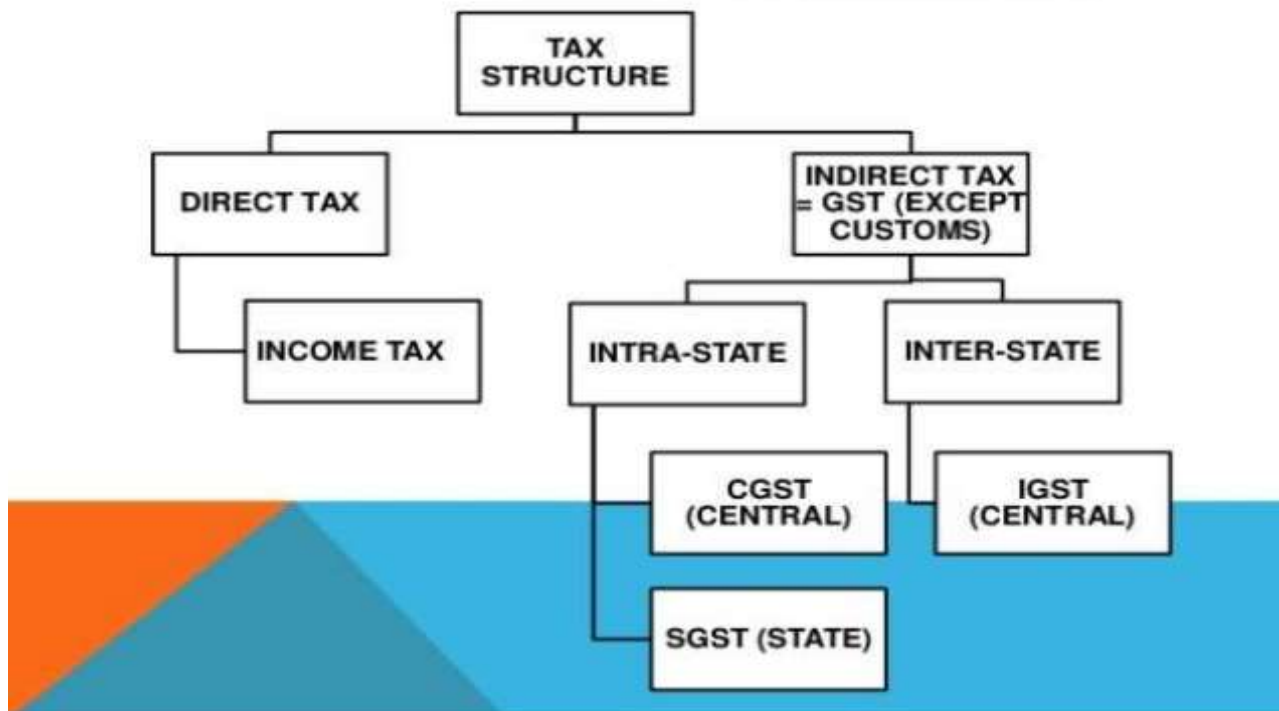 TAX
STRUCTURE
DIRECT TAX
INDIRECT TAX
= GST (EXCEPT
CUSTOMS)
INCOME TAX
INTRA-STATE
INTER-STATE
CGST
(CENTRAL)
IGST
(CENTRAL)
SGST (STATE)